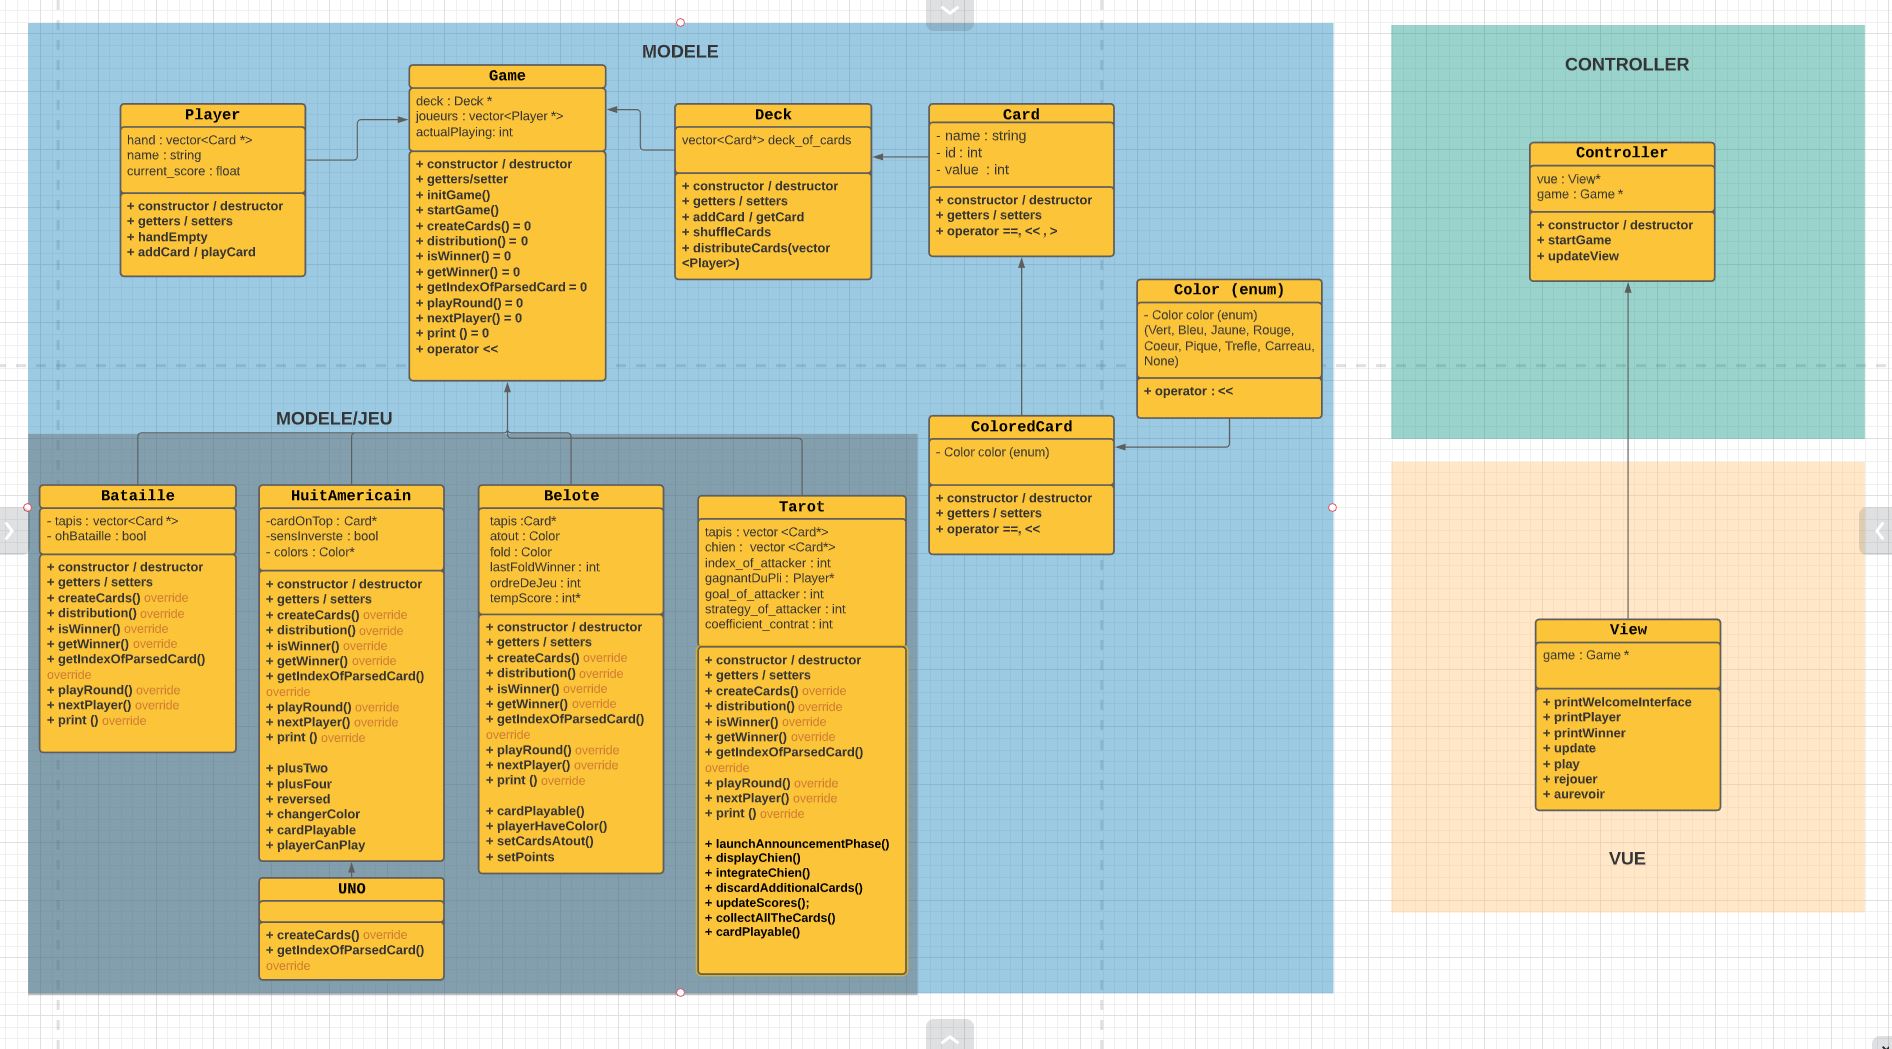 MODELE
Game
deck : Deck *
joueurs : vector<Player *>
actualPlaying: int
+ constructor / destructor
+ getters/setter
+ initGame()
+ startGame()
+ createCards() = 0
+ distribution() = 0
+ isWinner() = 0
+ getWinner() = 0
+ getIndexOfParsedCard = 0
+ playRound() = 0
+ nextPlayer() = 0
+ print () = 0
+ operator <<
Player
hand : vector<Card *>
name : string
current_score : float
+ constructor / destructor
+ getters / setters
+ handEmpty
+ addCard / playCard
Deck
vector<Card*> deck_of_cards
+ constructor / destructor
+ getters / setters
+ addCard / getCard
+ shuffleCards
+ distributeCards(vector
<Player>)
Card
- name : string
- id : int
- value  : int
+ constructor / destructor
+ getters / setters
+ operator ==, << , >
Color (enum)
- Color color (enum)
(Vert, Bleu, Jaune, Rouge,
Coeur, Pique, Trefle, Carreau,
None)
+ operator : <<
ColoredCard
- Color color (enum)
+ constructor / destructor
+ getters / setters
+ operator ==, <<
MODELE/JEU
Bataille
- tapis : vector<Card *>
- ohBataille : bool
+ constructor / destructor
+ getters / setters
+ createCards() override
+ distribution() override
+ isWinner() override
+ getWinner() override
+ getIndexOfParsedCard()
override
+ playRound() override
+ nextPlayer() override
+ print () override
HuitAmericain
-cardOnTop : Card*
-sensInverste : bool
- colors : Color*
+ constructor / destructor
+ getters / setters
+ createCards() override
+ distribution() override
+ isWinner() override
+ getWinner() override
+ getIndexOfParsedCard()
override
+ playRound() override
+ nextPlayer() override
+ print () override
+ plusTwo
+ plusFour
+ reversed
+ changerColor
+ cardPlayable
+ playerCanPlay
UNO
+ createCards() override
+ getIndexOfParsedCard()
override
Belote
tapis :Card*
atout : Color
fold : Color
lastFoldWinner : int
ordreDeJeu : int
tempScore : int*
+ constructor / destructor
+ getters / setters
+ createCards() override
+ distribution() override
+ isWinner() override
+ getWinner() override
+ getIndexOfParsedCard()
override
+ playRound() override
+ nextPlayer() override
+ print () override
+ cardPlayable()
+ playerHaveColor()
+ setCardsAtout()
+ setPoints
Tarot
tapis : vector <Card*>
chien :  vector <Card*>
index_of_attacker : int
gagnantDuPli : Player*
goal_of_attacker : int
strategy_of_attacker : int
coefficient_contrat : int
+ constructor / destructor
+ getters / setters
+ createCards() override
+ distribution() override
+ isWinner() override
+ getWinner() override
+ getIndexOfParsedCard()
override
+ playRound() override
+ nextPlayer() override
+ print () override
+ launchAnnouncementPhase()
+ displayChien()
+ integrateChien()
+ discardAdditionalCards()
+ updateScores();
+ collectAllTheCards()
+ cardPlayable()
CONTROLLER
Controller
vue : View*
game : Game *
+ constructor / destructor
+ startGame
+ updateView
View
game : Game *
+ printWelcomeInterface
+ printPlayer
+ printWinner
+ update
+ play
+ rejouer
+ aurevoir
VUE